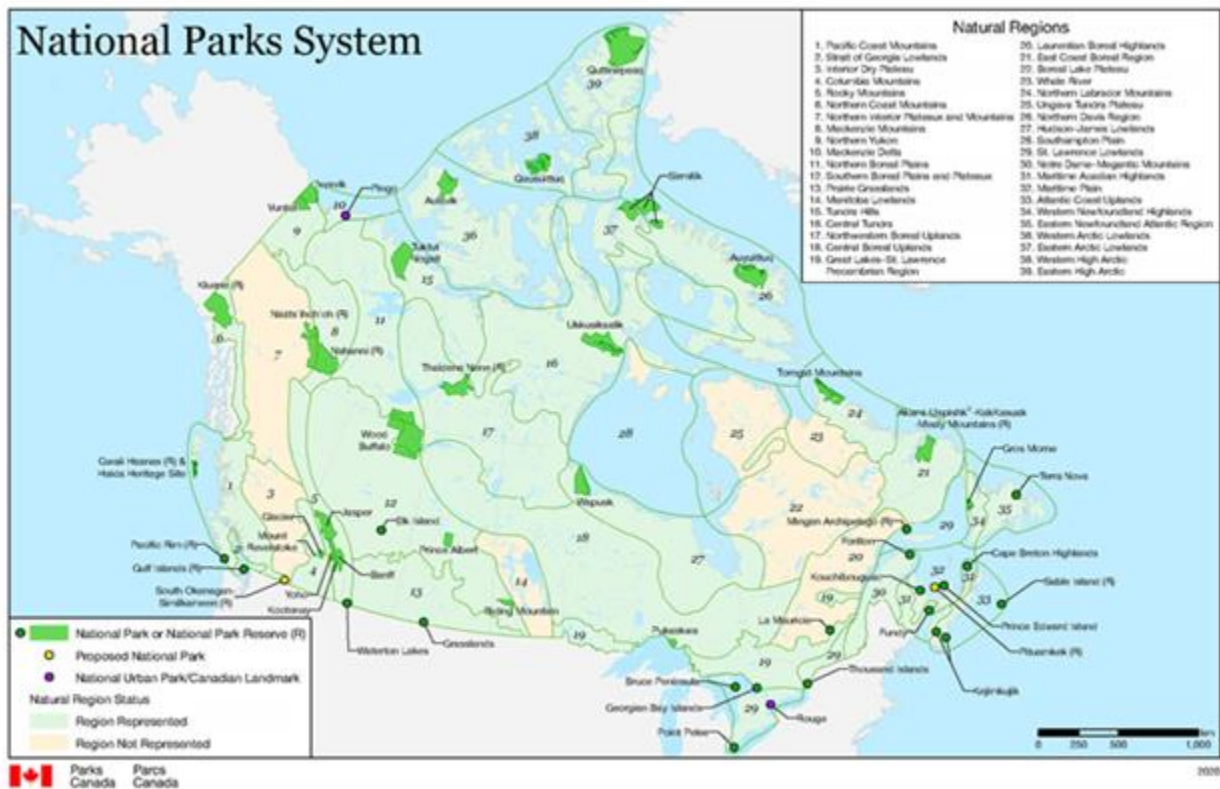 National Parks System
Natural Regions
1. Pacific Coast Mountains
2. Strait of Georgia Lowlands
3. Interior Dry Plateau
4. Columbia Mountains
5. Rocky Mountains
6. Northern Coast Mountains
7. Northern Interior Plateaux and Mountains
8. Mackenzie Mountains
9. Northern Yukon
10. Mackenzie Delta
11. Northern Boreal Plains
12. Southern Boreal Plains and Plateaux
13. Prairie Grasslands
14. Manitoba Lowlands
15. Tundra Hills
16. Central Tundra
17. Northwestern Boreal Uplands
18. Central Boreal Uplands
19. Great Lakes-St. Lawrence
Precambrian Region
20. Laurentian Boreal Highlands
21. East Coast Boreal Region
22. Boreal Lake Plateau
23. Whale River
24. Northern Labrador Mountains
25. Ungava Tundra Plateau
26. Northern Davis Region
27. Hudson-James Lowlands
28. Southampton Plain
29. St. Lawrence Lowlands
30. Notre Dame-Megantic Mountains
31. Maritime Acadian Highlands
32. Maritime Plain
33. Atlantic Coast Uplands
34. Western Newfoundland Highlands
35. Eastern Newfoundland Atlantic Region
36. Western Arctic Lowlands
37. Eastern Arctic Lowlands
38. Western High Arctic
39. Eastern High Arctic
Quttinirpaaq
39
38
Qausuittuq
Sirmilik
Ivvavik
Vuntut
10
Pingo
Aulavik
9
36
37
Tuktut
Nogait
15
Auyuittuq
26
Kluane (R)
6
Nááts'ihch'oh (R)
8
11
7
Nahanni (R)
Ukkusiksalik
16
Thaidene Nene (R)
Torngat Mountains
24
Akami-Uapishkᵁ-KakKasuak
Mealy Mountains (R)
Wood
Buffalo
17
28
25
23
Gros Morne
21
Gwaii Haanas (R) &
Haida Heritage Site
1
3
5
12
Wapusk
Terra Nova
22
35
34
Glacier
Jasper
Elk Island
Mingan Archipelago (R)
29
Mount
Revelstoke
Prince Albert
18
Forillon
20
Pacific Rim (R)
27
Cape Breton Highlands
Gulf Islands (R)
4
Banff
14
Kouchibouguac
32
31
South Okanagan-
Similkameen (R)
Yoho
13
19
30
31
33
Sable Island (R)
Kootenay
Riding Mountain
La Mauricie
Prince Edward Island
Pukaskwa
Fundy
Waterton Lakes
Grasslands
19
19
29
Pituamkek (R)
Thousand Islands
Kejimkujik
Bruce Peninsula
Georgian Bay Islands
29
Rouge
Point Pelee
National Park or National Park Reserve (R)
Proposed National Park
National Urban Park/Canadian Landmark
Natural Region Status
Region Represented
Region Not Represented
0 250 500 1,000
Parks
Canada
Parcs
Canada
2020